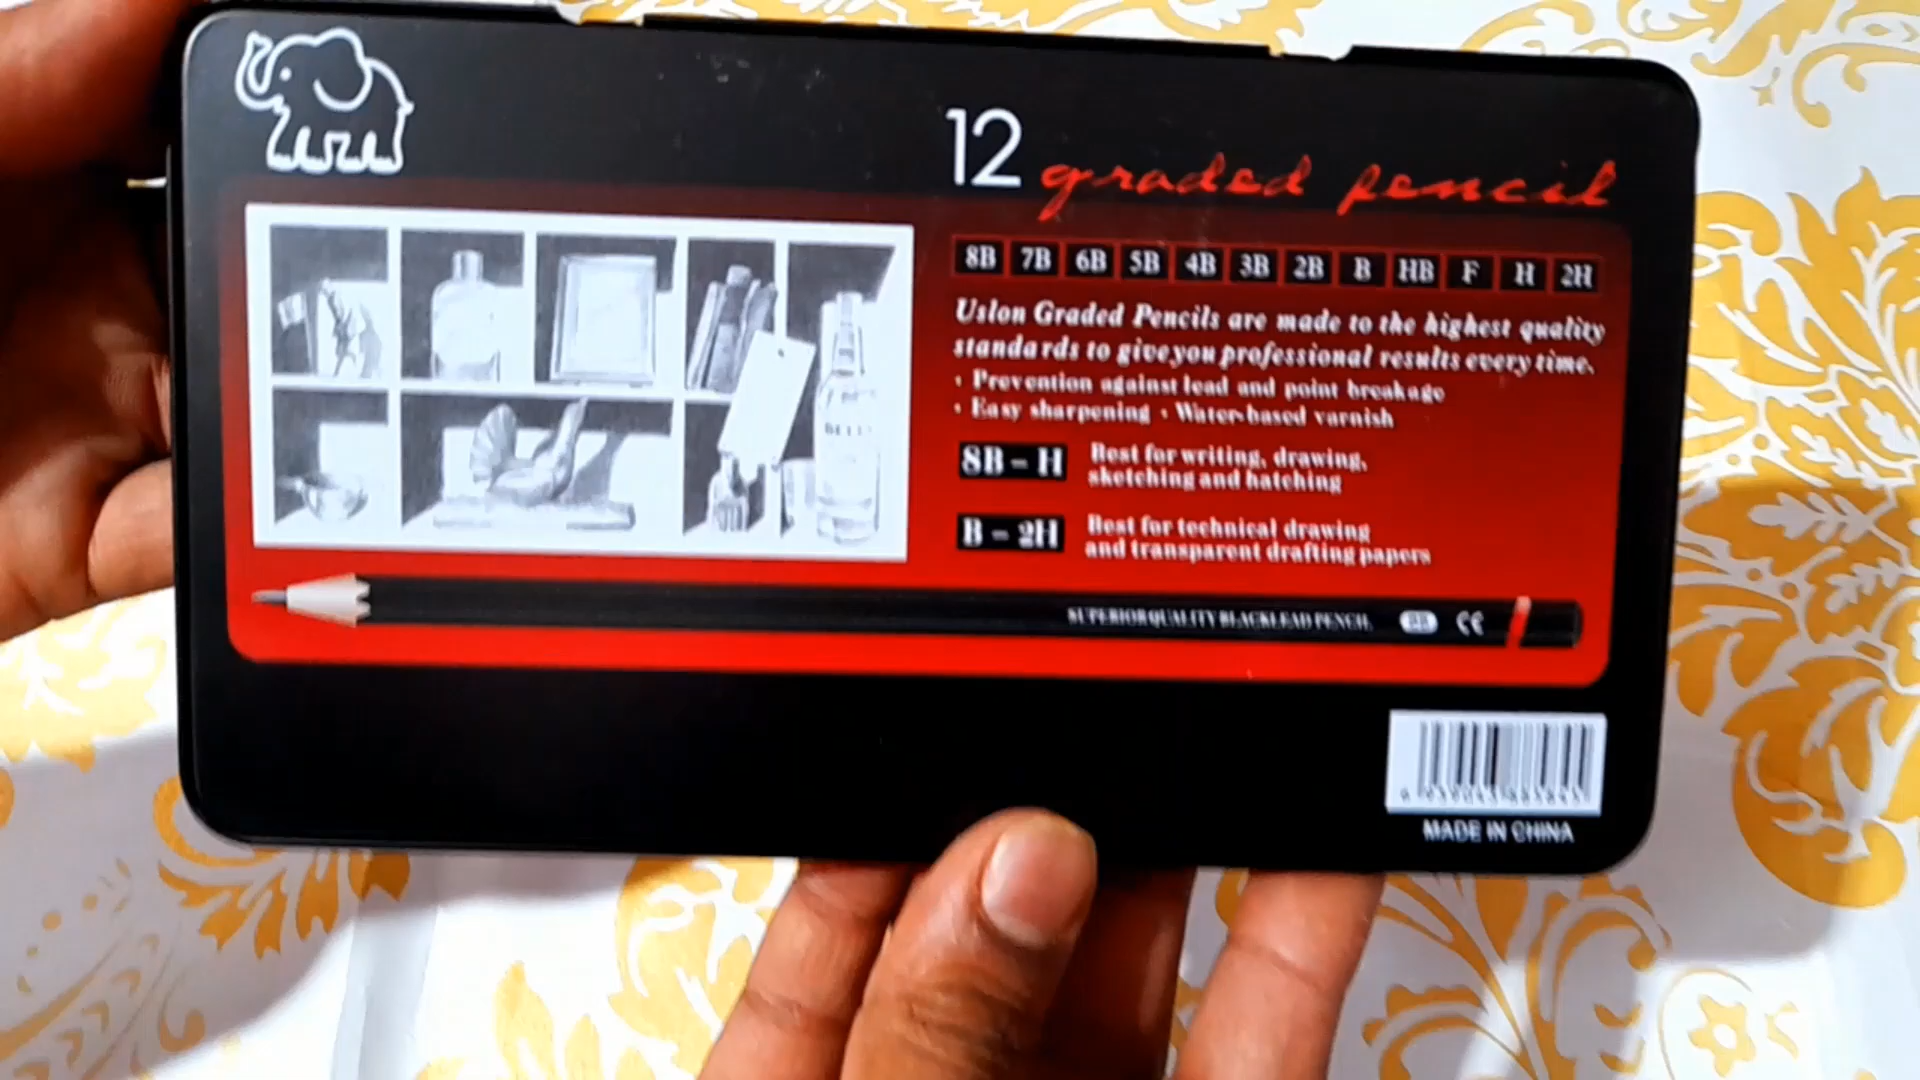 12 graded pencil
8B 7B 6B 5B 4B 3B 2B B HB F H 2H
Uslon Graded Pencils are made to the highest quality
standards to give you professional results every time.
• Prevention against lead and point breakage
• Easy sharpening • Water-based varnish
8B – H Best for writing, drawing,
sketching and hatching
B – 2H Best for technical drawing
and transparent drafting papers
SUPERIOR QUALITY BLACKLEAD PENCIL CE
MADE IN CHINA